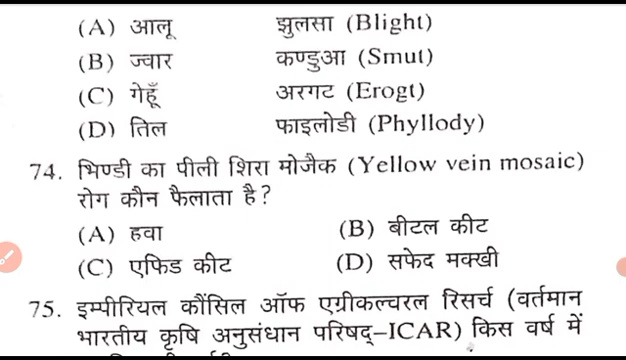 (A) आलू झुलसा (Blight)
(B) ज्वार कण्डुआ (Smut)
(C) गेहूँ अरगट (Erogt)
(D) तिल फाइलोडी (Phyllody)
74. भिण्डी का पीली शिरा मोजैक (Yellow vein mosaic)
रोग कौन फैलाता है?
(A) हवा (B) बीटल कीट
(C) एफिड कीट (D) सफेद मक्खी
75. इम्पीरियल कौंसिल ऑफ एग्रीकल्चरल रिसर्च (वर्तमान
भारतीय कृषि अनुसंधान परिषद्–ICAR) किस वर्ष में